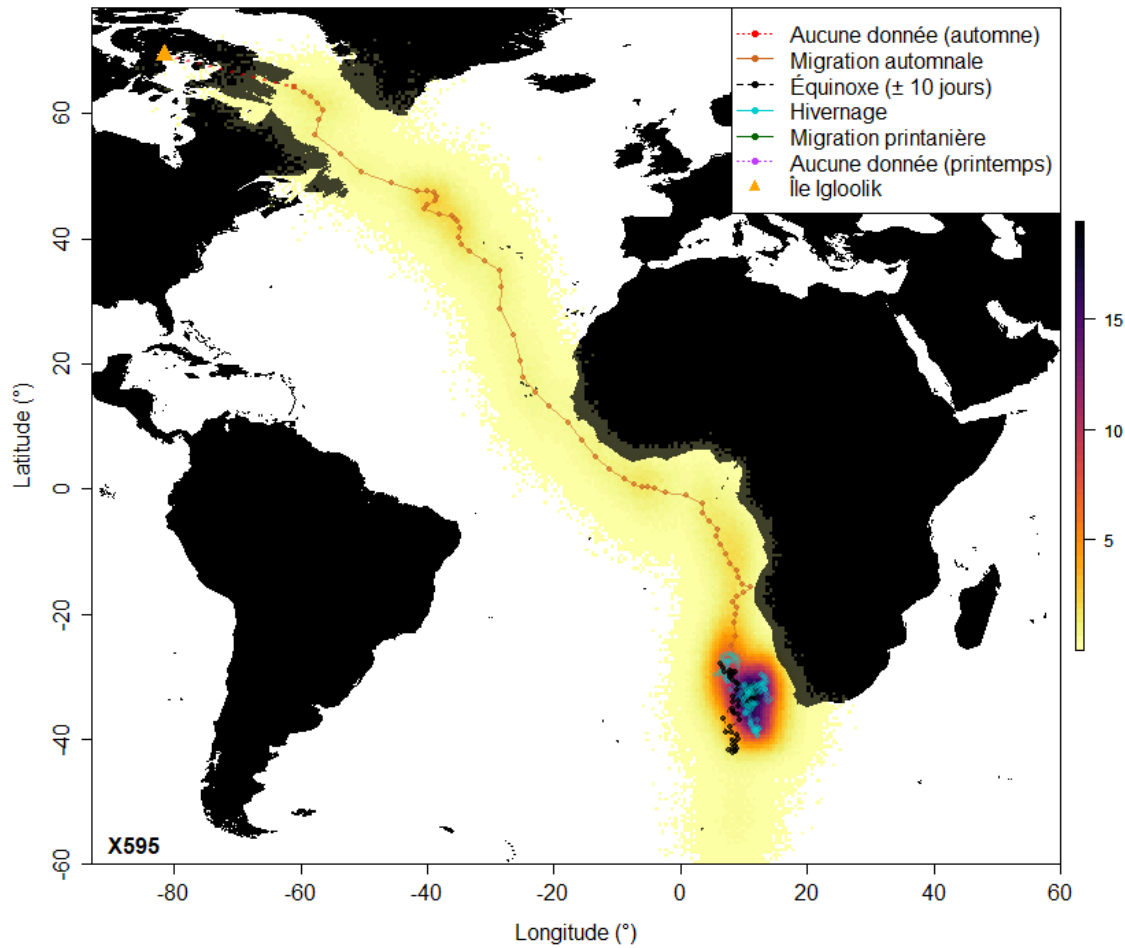 Aucune donnée (automne)
Migration automnale
Équinoxe (± 10 jours)
Hivernage
Migration printanière
Aucune donnée (printemps)
Île Igloolik
60
40
20
0
-20
-40
-60
Latitude (°)
15
10
5
X595
-80
-60
-40
-20
0
20
40
60
Longitude (°)